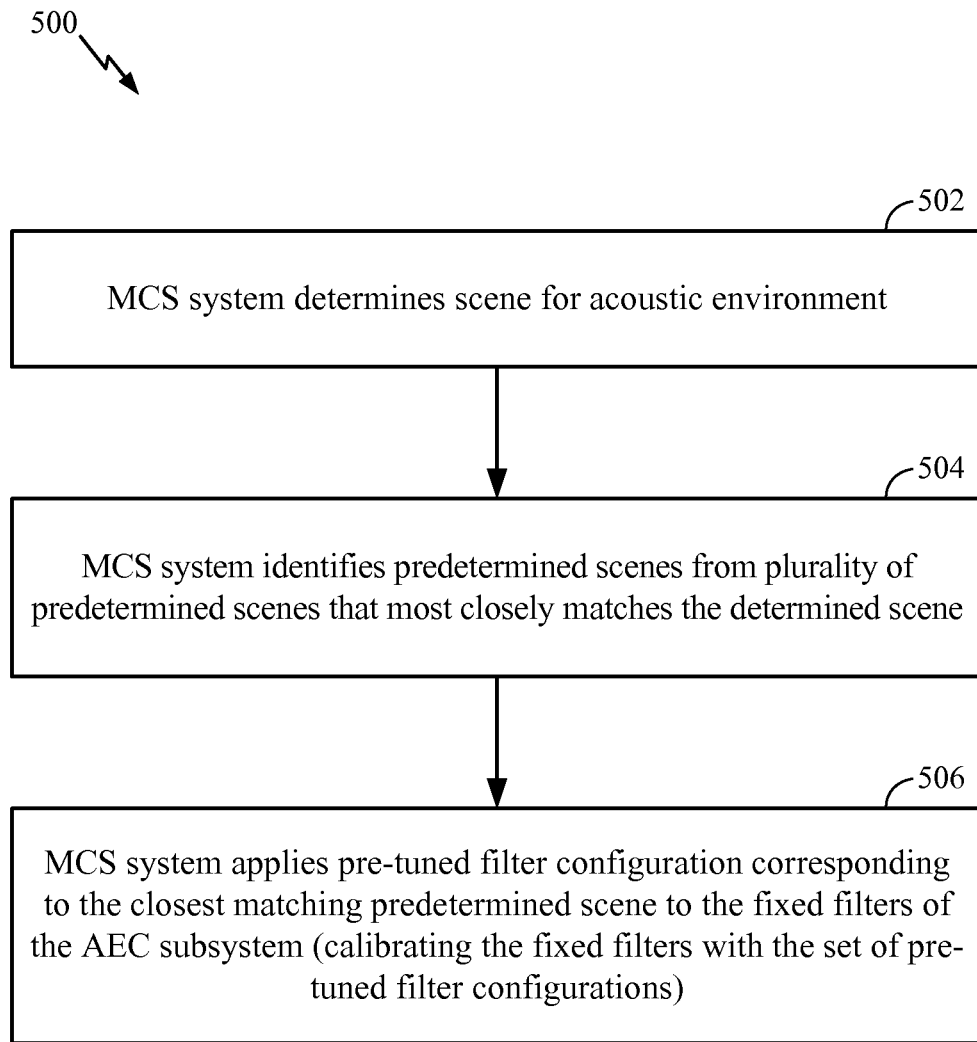 500
502
MCS system determines scene for acoustic environment
504
MCS system identifies predetermined scenes from plurality of
predetermined scenes that most closely matches the determined scene
506
MCS system applies pre-tuned filter configuration corresponding
to the closest matching predetermined scene to the fixed filters of
the AEC subsystem (calibrating the fixed filters with the set of pre-
tuned filter configurations)